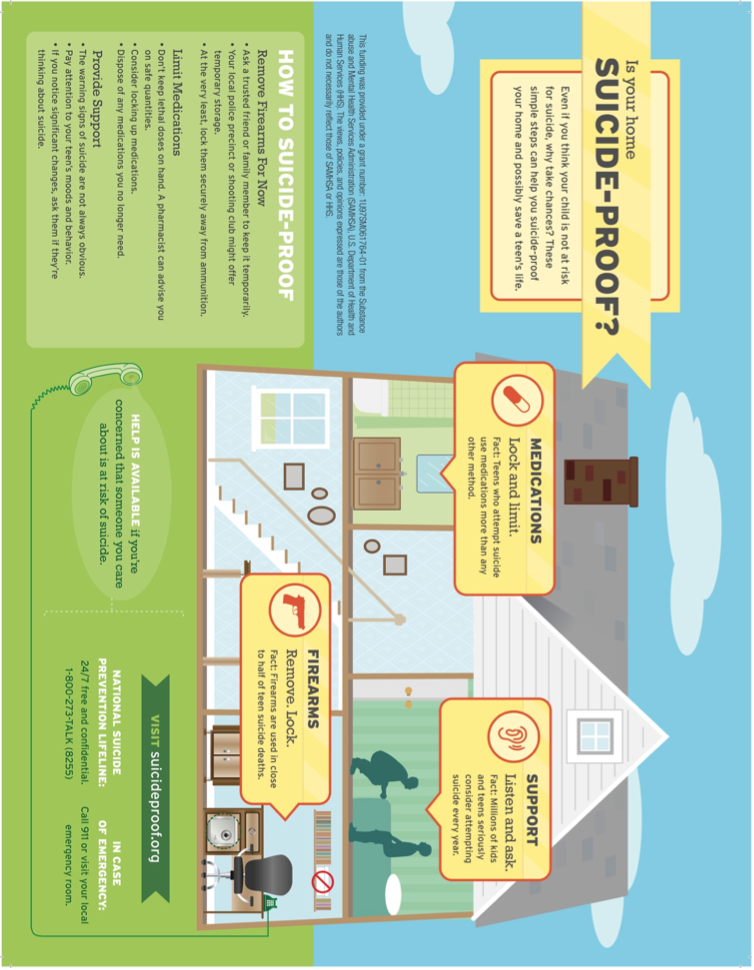 Is your home
SUICIDE-PROOF?
Even if you think your child is not at risk
for suicide, why take chances? These
simple steps can help you suicide-proof
your home and possibly save a teen's life.
This funding was provided under a grant number: 1U97SM061764-01 from the Substance
abuse and Mental Health Services Administration (SAMHSA), U.S. Department of Health and
Human Services (HHS). The views, policies, and opinions expressed are those of the authors
and do not necessarily reflect those of SAMHSA or HHS.
MEDICATIONS
Lock and limit.
Fact: Teens who attempt suicide
use medications more than any
other method.
SUPPORT
Listen and ask.
Fact: Millions of kids
and teens seriously
consider attempting
suicide every year.
FIREARMS
Remove. Lock.
Fact: Firearms are used in close
to half of teen suicide deaths.
HOW TO SUICIDE-PROOF
Remove Firearms For Now
• Ask a trusted friend or family member to keep it temporarily.
• Your local police precinct or shooting club might offer
temporary storage.
• At the very least, lock them securely away from ammunition.
Limit Medications
• Don't keep lethal doses on hand. A pharmacist can advise you
on safe quantities.
• Consider locking up medications.
• Dispose of any medications you no longer need.
Provide Support
• The warning signs of suicide are not always obvious.
• Pay attention to your teen's moods and behavior.
• If you notice significant changes, ask them if they're
thinking about suicide.
HELP IS AVAILABLE if you're
concerned that someone you care
about is at risk of suicide.
VISIT suicideproof.org
NATIONAL SUICIDE
PREVENTION LIFELINE:
24/7 free and confidential.
1-800-273-TALK (8255)
IN CASE
OF EMERGENCY:
Call 911 or visit your local
emergency room.